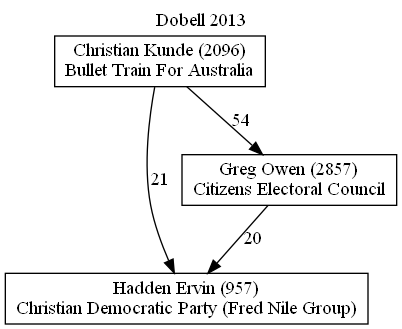 Dobell 2013
Christian Kunde (2096)
Bullet Train For Australia
54
Greg Owen (2857)
Citizens Electoral Council
21
20
Hadden Ervin (957)
Christian Democratic Party (Fred Nile Group)